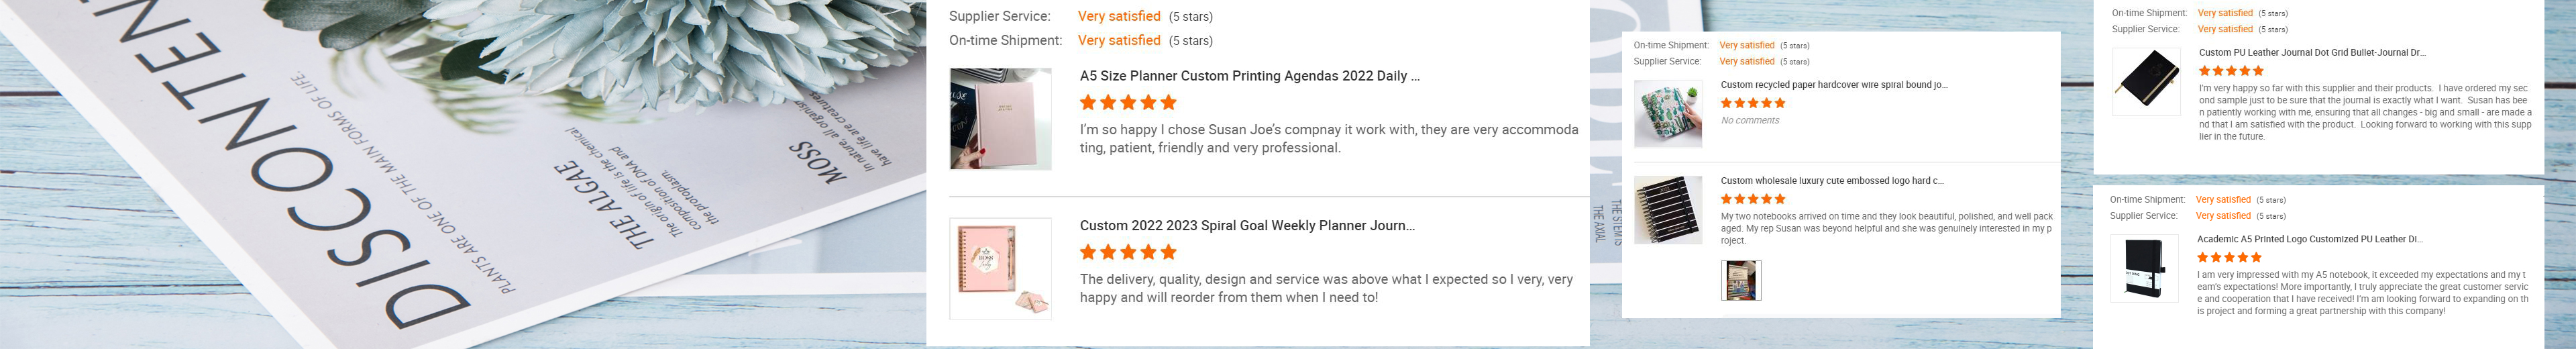 DISCONTEN
PLANTS ARE ONE OF THE MAIN FORMS OF LIFE.
THE ALGAE
The origin of life is the chemical
composition of DNA and
the protoplasm.
MOSS
In nature, all organism
have are creatures
Supplier Service: Very satisfied (5 stars)
On-time Shipment: Very satisfied (5 stars)
A5 Size Planner Custom Printing Agendas 2022 Daily ...
I'm so happy I chose Susan Joe's compnay it work with, they are very accommoda
ting, patient, friendly and very professional.
Custom 2022 2023 Spiral Goal Weekly Planner Journ...
The delivery, quality, design and service was above what I expected so I very, very
happy and will reorder from them when I need to!
THE STEM IS
THE AXIAL
On-time Shipment: Very satisfied (5 stars)
Supplier Service: Very satisfied (5 stars)
Custom recycled paper hardcover wire spiral bound jo...
No comments
Custom wholesale luxury cute embossed logo hard c...
My two notebooks arrived on time and they look beautiful, polished, and well pack
aged. My rep Susan was beyond helpful and she was genuinely interested in my p
roject.
On-time Shipment: Very satisfied (5 stars)
Supplier Service: Very satisfied (5 stars)
Custom PU Leather Journal Dot Grid Bullet-Journal Dr...
I'm very happy so far with this supplier and their products. I have ordered my sec
ond sample just to be sure that the journal is exactly what I want. Susan has bee
n patiently working with me, ensuring that all changes - big and small - are made a
nd that I am satisfied with the product. Looking forward to working with this supp
lier in the future.
On-time Shipment: Very satisfied (5 stars)
Supplier Service: Very satisfied (5 stars)
Academic A5 Printed Logo Customized PU Leather Di...
I am very impressed with my A5 notebook, it exceeded my expectations and my t
eam's expectations! More importantly, I truly appreciate the great customer servic
e and cooperation that I have received! I'm am looking forward to expanding on th
is project and forming a great partnership with this company!